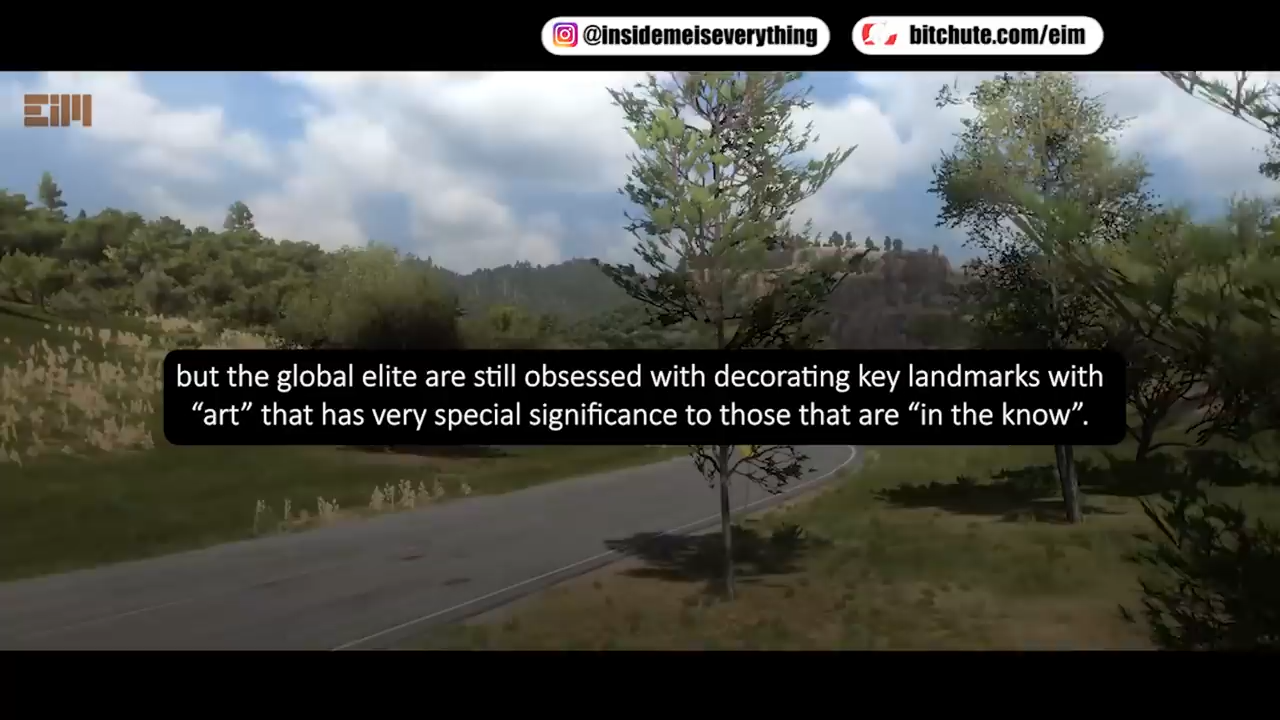 @insidemeiseverything
bitchute.com/eim
EiM
but the global elite are still obsessed with decorating key landmarks with
“art” that has very special significance to those that are “in the know”.